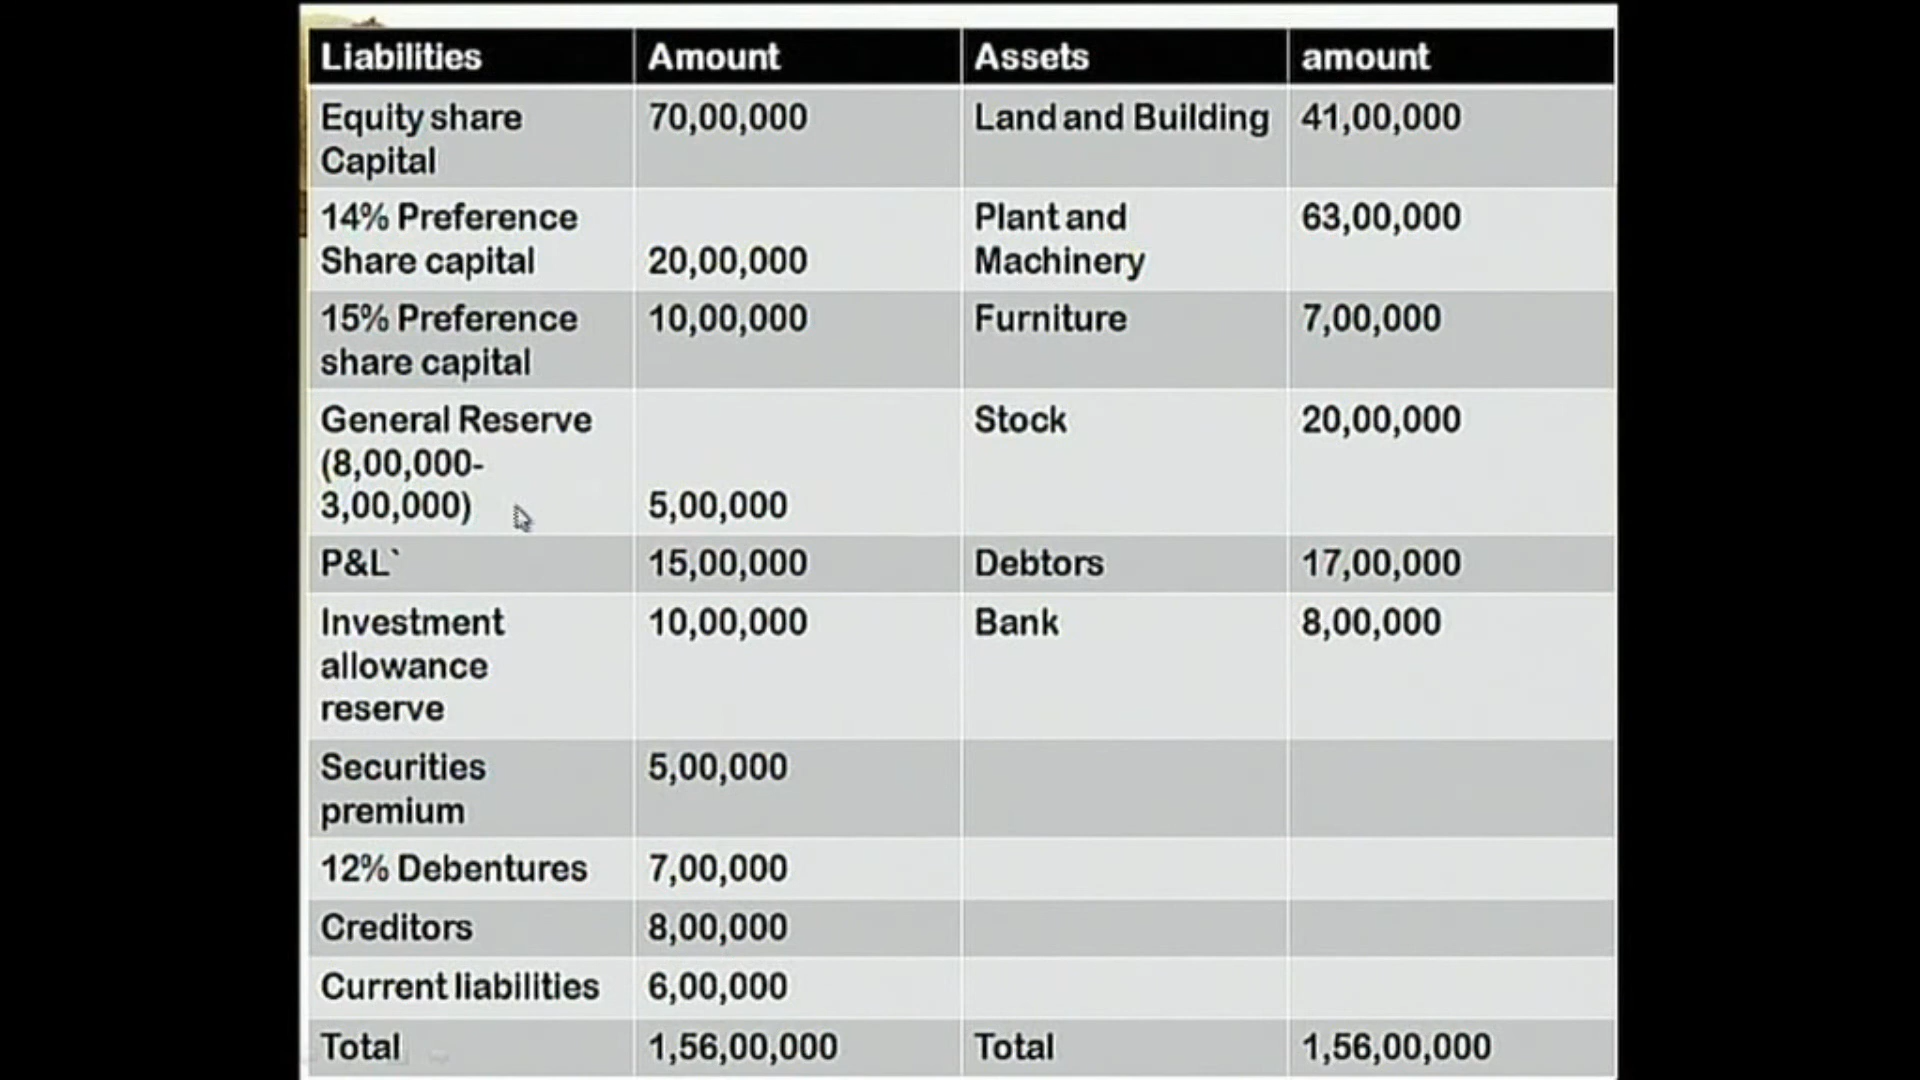 Liabilities Amount Assets amount
Equity share 70,00,000 Land and Building 41,00,000
Capital
14% Preference Plant and 63,00,000
Share capital 20,00,000 Machinery
15% Preference 10,00,000 Furniture 7,00,000
share capital
General Reserve Stock 20,00,000
(8,00,000-
3,00,000) 5,00,000
P&L` 15,00,000 Debtors 17,00,000
Investment 10,00,000 Bank 8,00,000
allowance
reserve
Securities 5,00,000
premium
12% Debentures 7,00,000
Creditors 8,00,000
Current liabilities 6,00,000
Total 1,56,00,000 Total 1,56,00,000